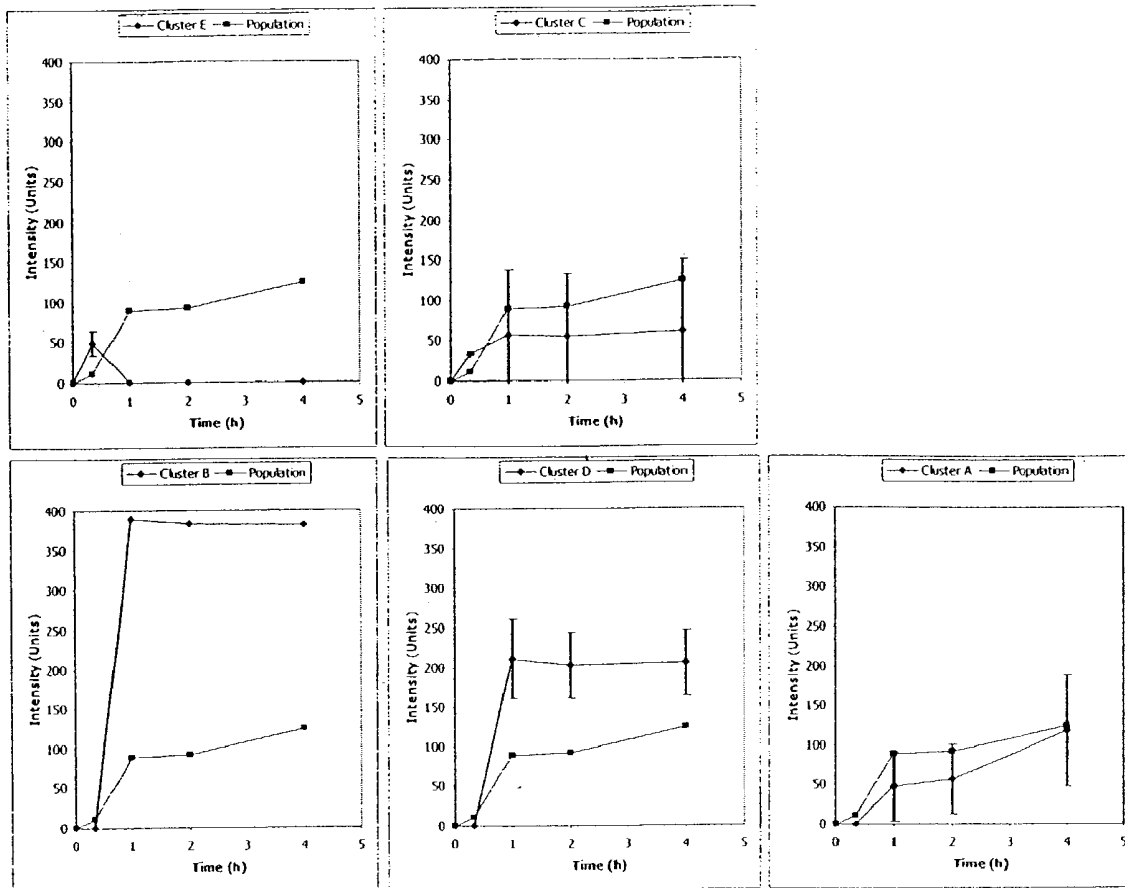 Cluster E Population
400
350
300
250
200
150
100
50
0
Intensity (Units)
0 1 2 3 4 5
Time (h)
Cluster C Population
400
350
300
250
200
150
100
50
0
Intensity (Units)
0 1 2 3 4 5
Time (h)
Cluster B Population
400
350
300
250
200
150
100
50
0
Intensity (Units)
0 1 2 3 4 5
Time (h)
Cluster D Population
400
350
300
250
200
150
100
50
0
Intensity (Units)
0 1 2 3 4 5
Time (h)
Cluster A Population
400
350
300
250
200
150
100
50
0
Intensity (Units)
0 1 2 3 4 5
Time (h)